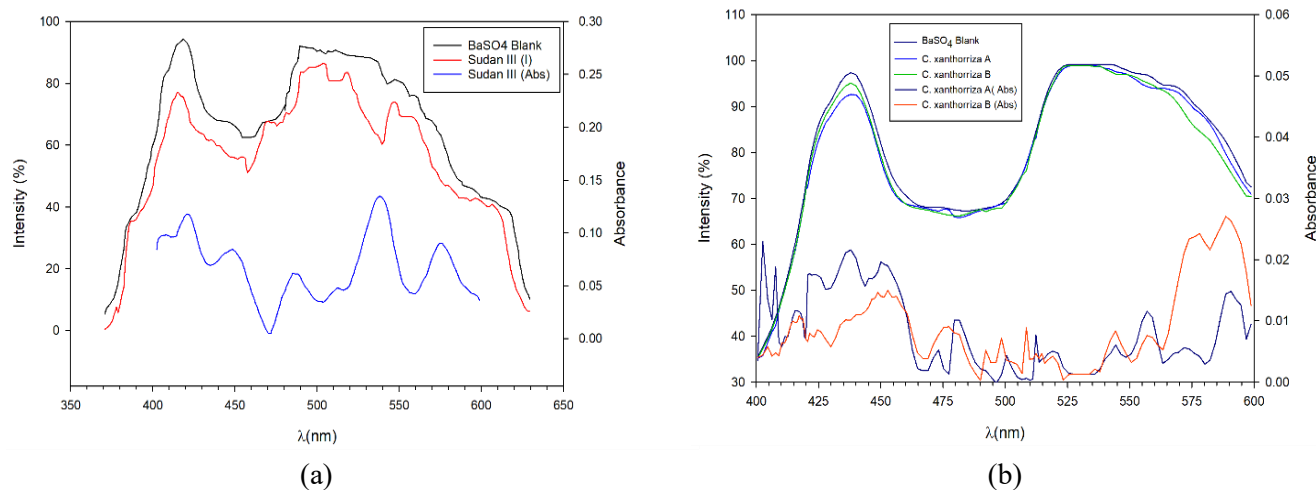 (a)
100
80
60
40
20
0
Intensity (%)
0.30
0.25
0.20
0.15
0.10
0.05
0.00
Absorbance
BaSO4 Blank
Sudan III (I)
Sudan III (Abs)
350 400 450 500 550 600 650
λ(nm)
(a)
b)
110
100
90
80
70
60
50
40
30
Intensity (%)
0.06
0.05
0.04
0.03
0.02
0.01
0.00
Absorbance
BaSO₄ Blank
C. xanthorriza A
C. xanthorriza B
C. xanthorriza A( Abs)
C. xanthorriza B (Abs)
400 425 450 475 500 525 550 575 600
λ(nm)
(b)